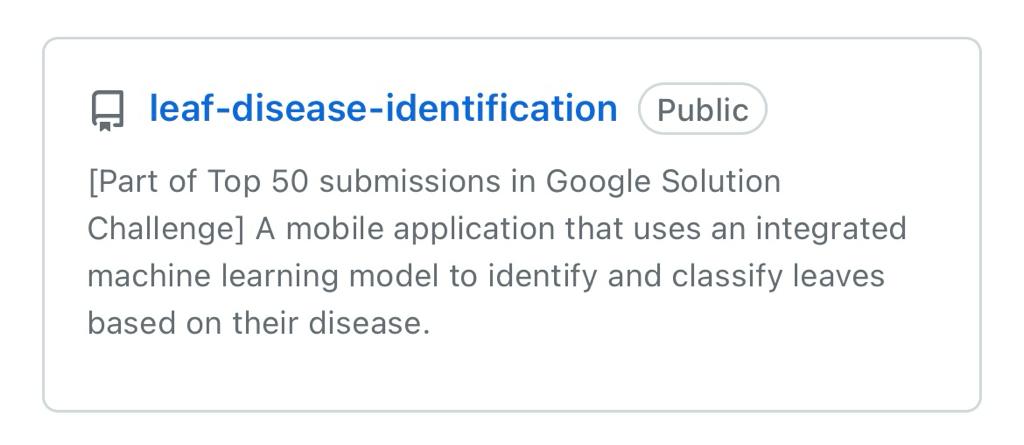 leaf-disease-identification Public
[Part of Top 50 submissions in Google Solution
Challenge] A mobile application that uses an integrated
machine learning model to identify and classify leaves
based on their disease.